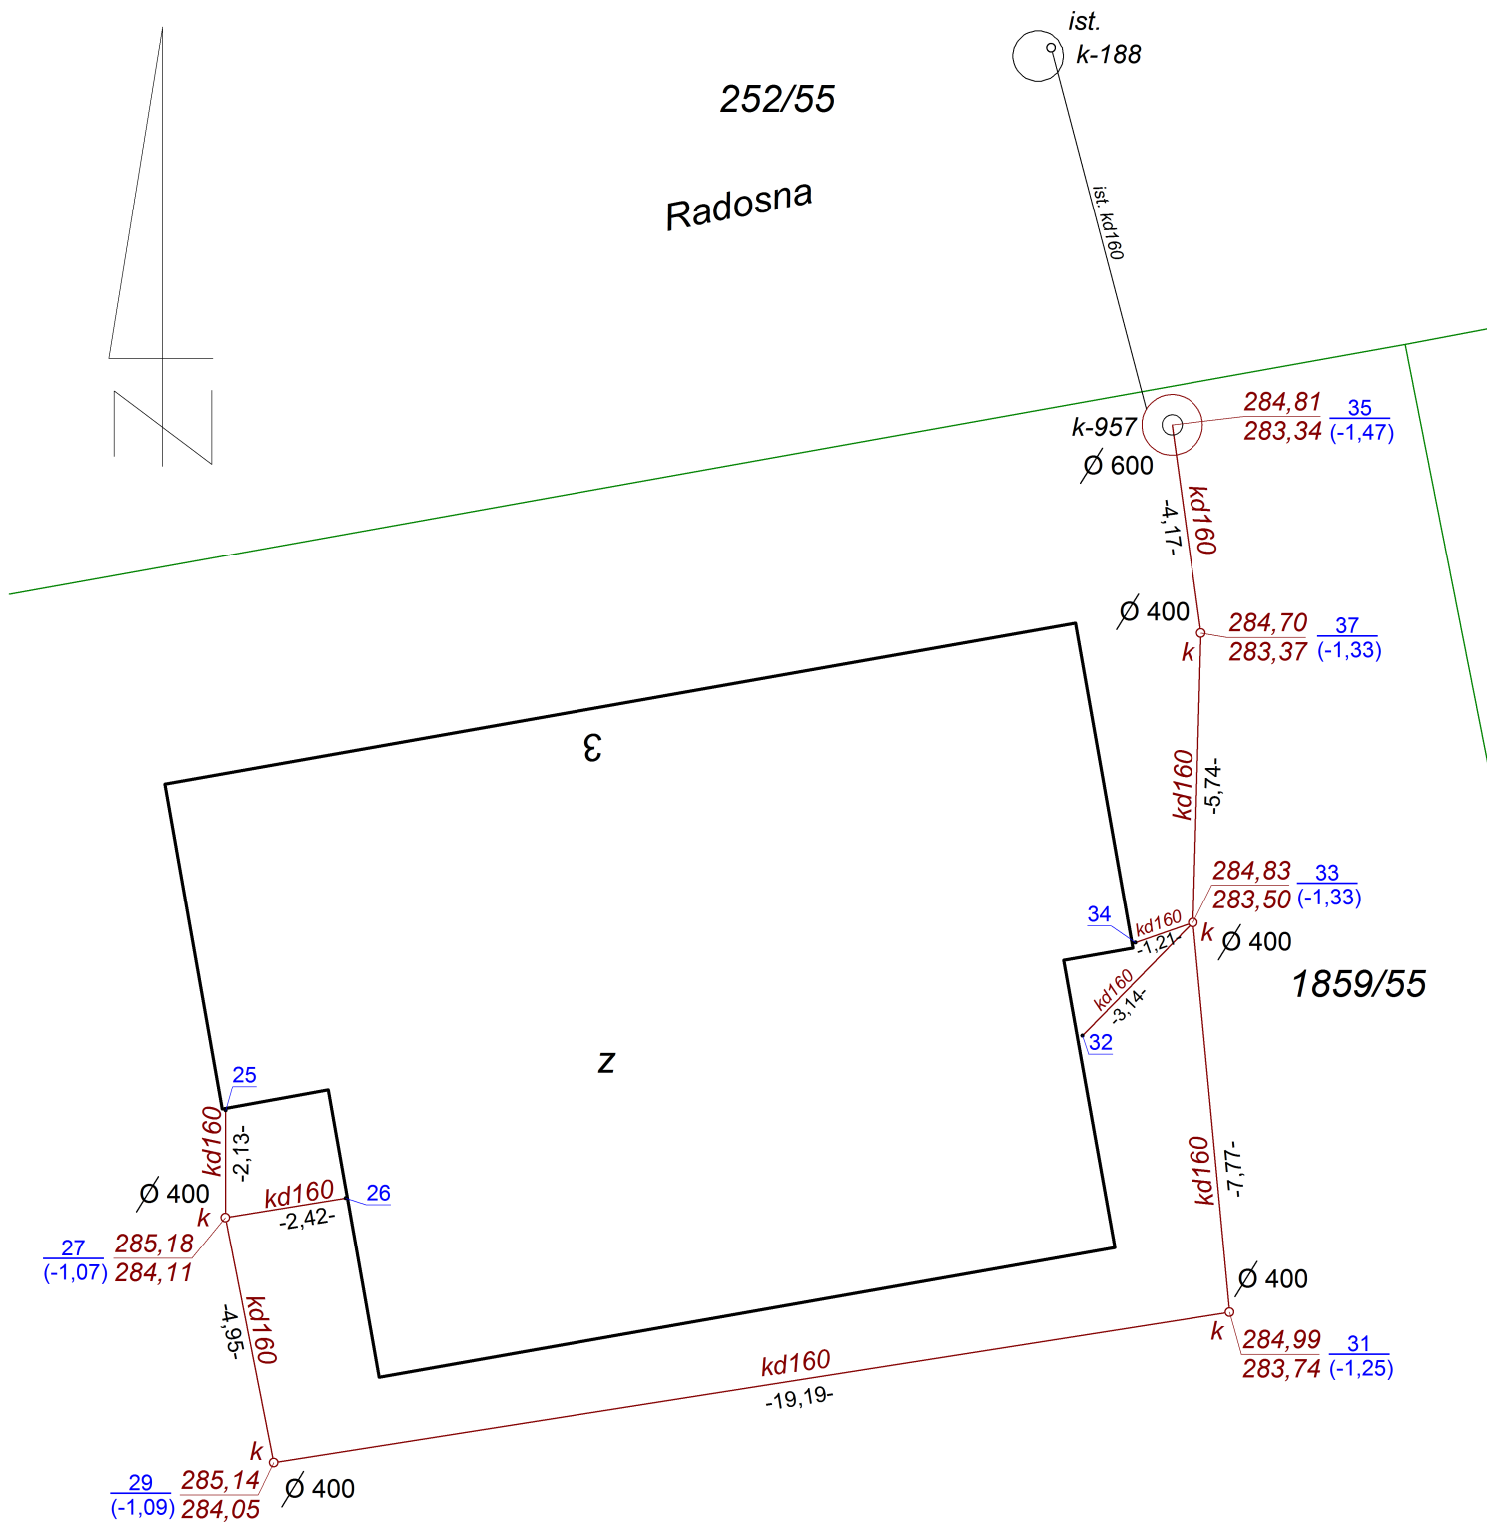 ist.
k-188
252/55
Radosna
ist. kd160
N
284,81
283,34
35
(-1,47)
k-957
Ø 600
kd160
-4,17-
Ø 400
284,70
283,37
37
(-1,33)
k
3
kd160
-5,74-
284,83
283,50
33
(-1,33)
34
kd160
-1,21-
k
Ø 400
1859/55
kd160
-3,14-
32
z
25
kd160
-2,13-
Ø 400
k
kd160
-2,42-
26
27
(-1,07)
285,18
284,11
kd160
-7,77-
Ø 400
k
284,99
283,74
31
(-1,25)
kd160
-4,95-
kd160
-19,19-
k
29
(-1,09)
285,14
284,05
Ø 400